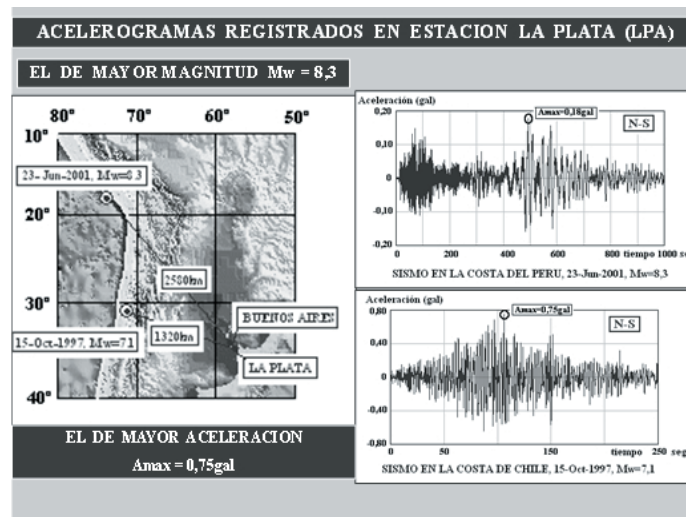 ACELEROGRAMAS REGISTRADOS EN ESTACION LA PLATA (LPA)
EL DE MAYOR MAGNITUD Mw = 8,3
80° 70° 60° 50°
10°
20°
30°
40°
23-Jun-2001, Mw=8.3
2580km
BUENOS AIRES
15-Oct-1997, Mw=7.1
1320km
LA PLATA
EL DE MAYOR ACELERACION
Amax = 0,75gal
Aceleración (gal)
Amax=0,18gal
N-S
0,20
0,10
0
-0,10
-0,20
0 200 400 600 800 tiempo 1000 seg
SISMO EN LA COSTA DEL PERU, 23-Jun-2001, Mw=8,3
Aceleración (gal)
Amax=0,75gal
N-S
0,80
0,40
0
-0,40
-0,80
0 50 150 tiempo 250 seg
SISMO EN LA COSTA DE CHILE, 15-Oct-1997, Mw=7,1